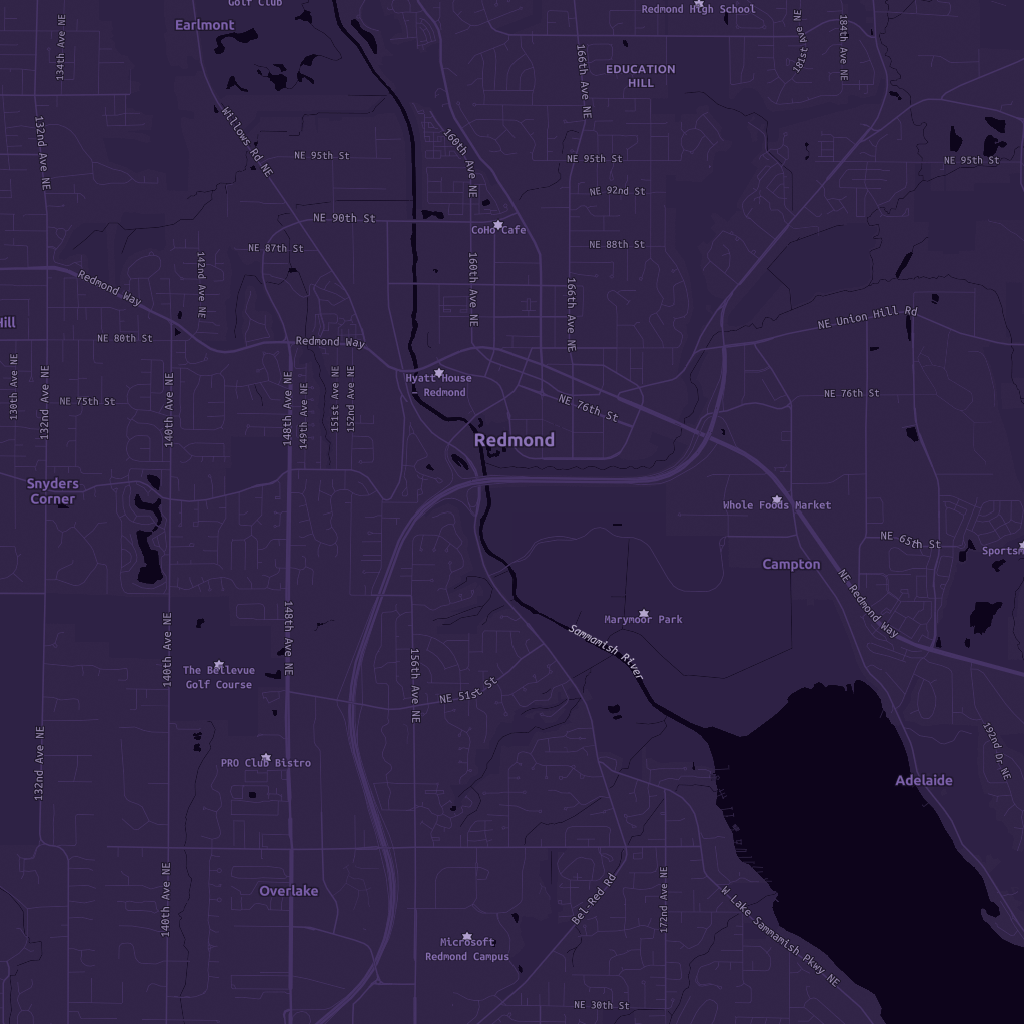 Golf Club
Redmond High School
Earlmont
134th Ave NE
166th Ave NE
181st Ave NE
184th Ave NE
EDUCATION
HILL
132nd Ave NE
Willows Rd NE
160th Ave NE
NE 95th St
NE 95th St
NE 95th St
NE 92nd St
NE 90th St
CoHo Cafe
NE 87th St
NE 88th St
142nd Ave NE
160th Ave NE
166th Ave NE
Redmond Way
NE Union Hill Rd
Hill
NE 80th St
Redmond Way
130th Ave NE
132nd Ave NE
140th Ave NE
148th Ave NE
149th Ave NE
151st Ave NE
152nd Ave NE
Hyatt House
– Redmond
NE 75th St
NE 76th St
NE 76th St
Redmond
Snyders
Corner
Whole Foods Market
NE 65th St
Sportsm
Campton
NE Redmond Way
140th Ave NE
148th Ave NE
Marymoor Park
Sammamish River
The Bellevue
Golf Course
156th Ave NE
NE 51st St
132nd Ave NE
PRO Club Bistro
192nd Dr NE
Adelaide
Overlake
140th Ave NE
Bel-Red Rd
172nd Ave NE
W Lake Sammamish Pkwy NE
Microsoft
Redmond Campus
NE 30th St